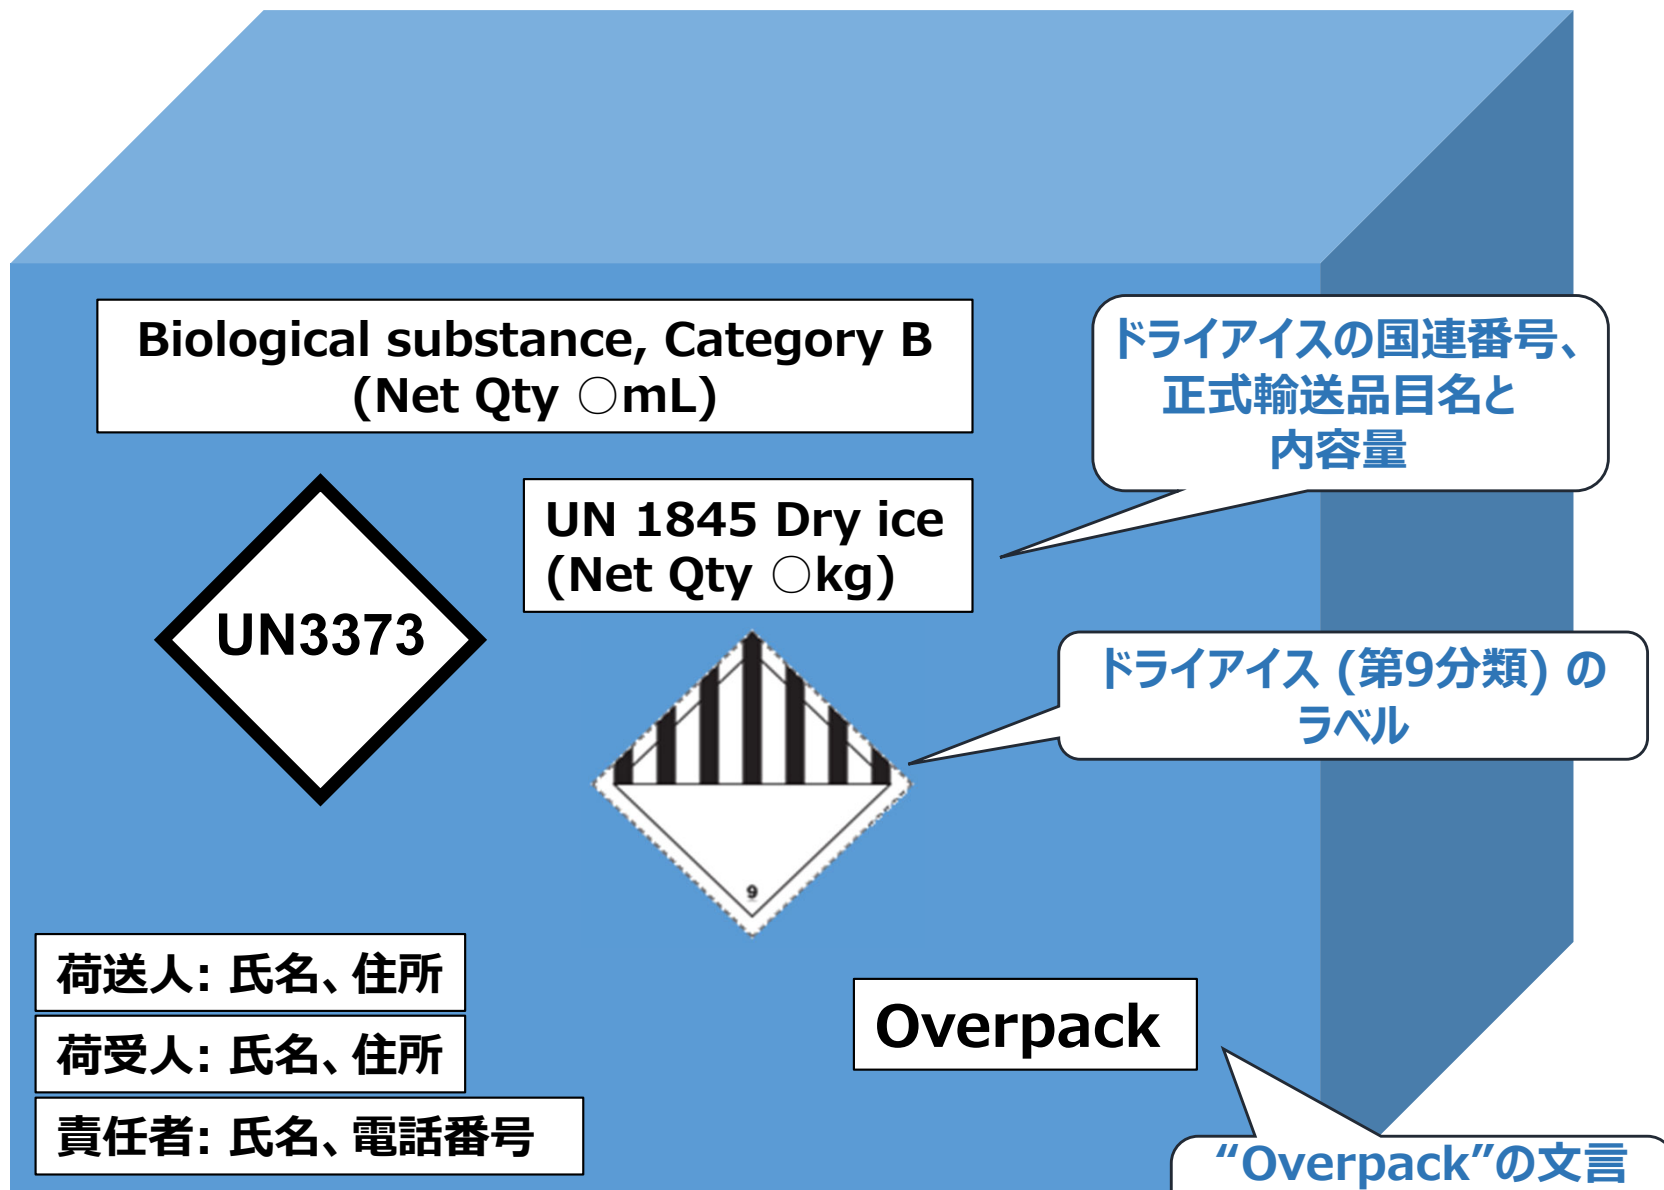 Biological substance, Category B
(Net Qty ○mL)
ドライアイスの国連番号、
正式輸送品目名と
内容量
UN 1845 Dry ice
(Net Qty ○kg)
UN3373
ドライアイス (第9分類) の
ラベル
9
荷送人: 氏名、住所
荷受人: 氏名、住所
責任者: 氏名、電話番号
Overpack
“Overpack”の文言